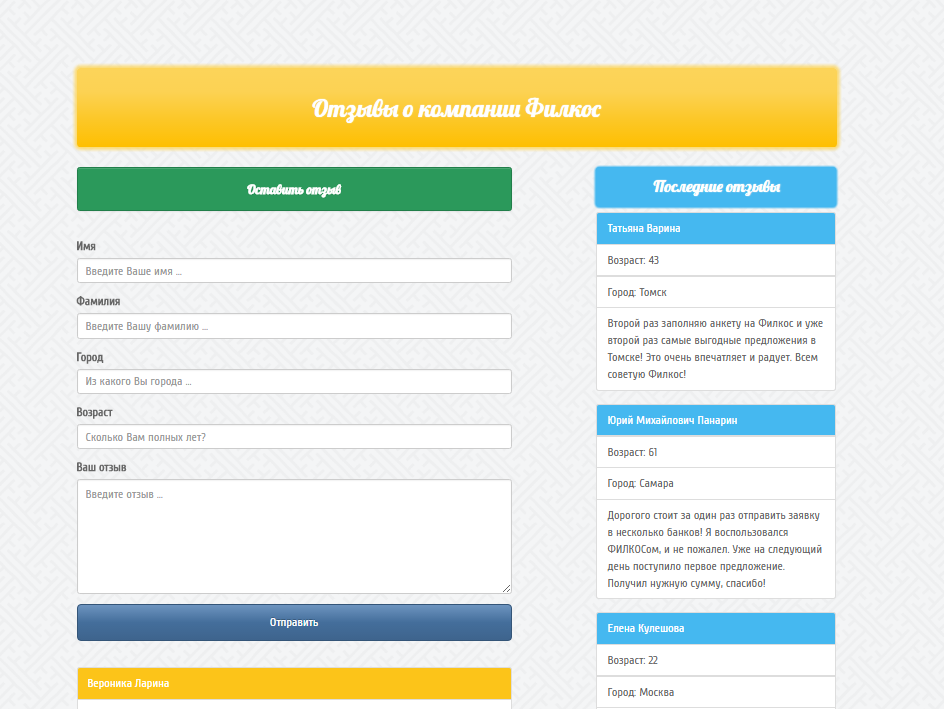 Отзывы о компании Филкос
Оставить отзыв
Имя
Введите Ваше имя ...
Фамилия
Введите Вашу фамилию ...
Город
Из какого Вы города ...
Возраст
Сколько Вам полных лет?
Ваш отзыв
Введите отзыв ...
Отправить
Вероника Ларина
Последние отзывы
Татьяна Варина
Возраст: 43
Город: Томск
Второй раз заполняю анкету на Филкос и уже
второй раз самые выгодные предложения в
Томске! Это очень впечатляет и радует. Всем
советую Филкос!
Юрий Михайлович Панарин
Возраст: 61
Город: Самара
Дорогого стоит за один раз отправить заявку
в несколько банков! Я воспользовался
ФИЛКОСом, и не пожалел. Уже на следующий
день поступило первое предложение.
Получил нужную сумму, спасибо!
Елена Кулешова
Возраст: 22
Город: Москва